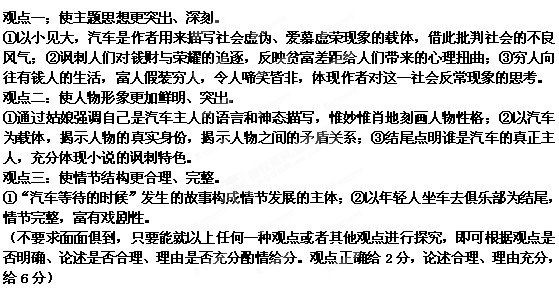 观点一：使主题思想更突出、深刻。
①以小见大，汽车是作者用来描写社会虚伪、爱慕虚荣现象的载体，借此批判社会的不良
风气；②讽刺人们对钱财与荣耀的追逐，反映贫富差距给人们带来的心理扭曲；③穷人向
往有钱人的生活，富人假装穷人，令人啼笑皆非，体现作者对这一社会反常现象的思考。
观点二：使人物形象更加鲜明、突出。
①通过姑娘强调自己是汽车主人的语言和神态描写，惟妙惟肖地刻画人物性格；②以汽车
为载体，揭示人物的真实身份，揭示人物之间的矛盾关系；③结尾点明谁是汽车的真正主
人，充分体现小说的讽刺特色。
观点三：使情节结构更合理、完整。
①“汽车等待的时候”发生的故事构成情节发展的主体；②以年轻人坐车去俱乐部为结尾，
情节完整，富有戏剧性。
（不要求面面俱到，只要能就以上任何一种观点或者其他观点进行探究，即可根据观点是
否明确、论述是否合理、理由是否充分酌情给分。观点正确给2分，论述合理、理由充分，
给6分）